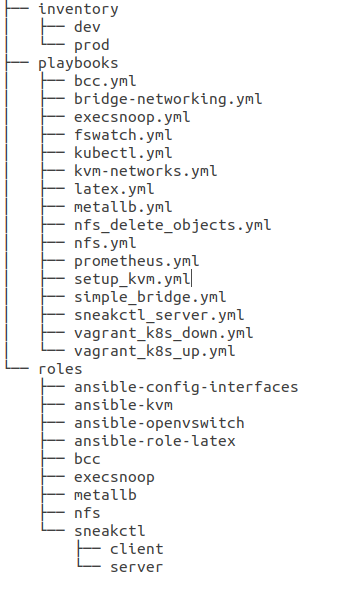 ├── inventory
│   ├── dev
│   └── prod
├── playbooks
│   ├── bcc.yml
│   ├── bridge-networking.yml
│   ├── execsnoop.yml
│   ├── fswatch.yml
│   ├── kubectl.yml
│   ├── kvm-networks.yml
│   ├── latex.yml
│   ├── metallb.yml
│   ├── nfs_delete_objects.yml
│   ├── nfs.yml
│   ├── prometheus.yml
│   ├── setup_kvm.yml
│   ├── simple_bridge.yml
│   ├── sneakctl_server.yml
│   ├── vagrant_k8s_down.yml
│   └── vagrant_k8s_up.yml
└── roles
    ├── ansible-config-interfaces
    ├── ansible-kvm
    ├── ansible-openvswitch
    ├── ansible-role-latex
    ├── bcc
    ├── execsnoop
    ├── metallb
    ├── nfs
    └── sneakctl
        ├── client
        └── server